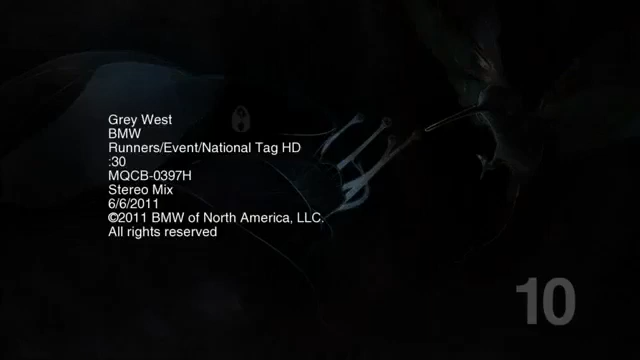 Grey West
BMW
Runners/Event/National Tag HD
:30
MQCB-0397H
Stereo Mix
6/6/2011
©2011 BMW of North America, LLC.
All rights reserved
10